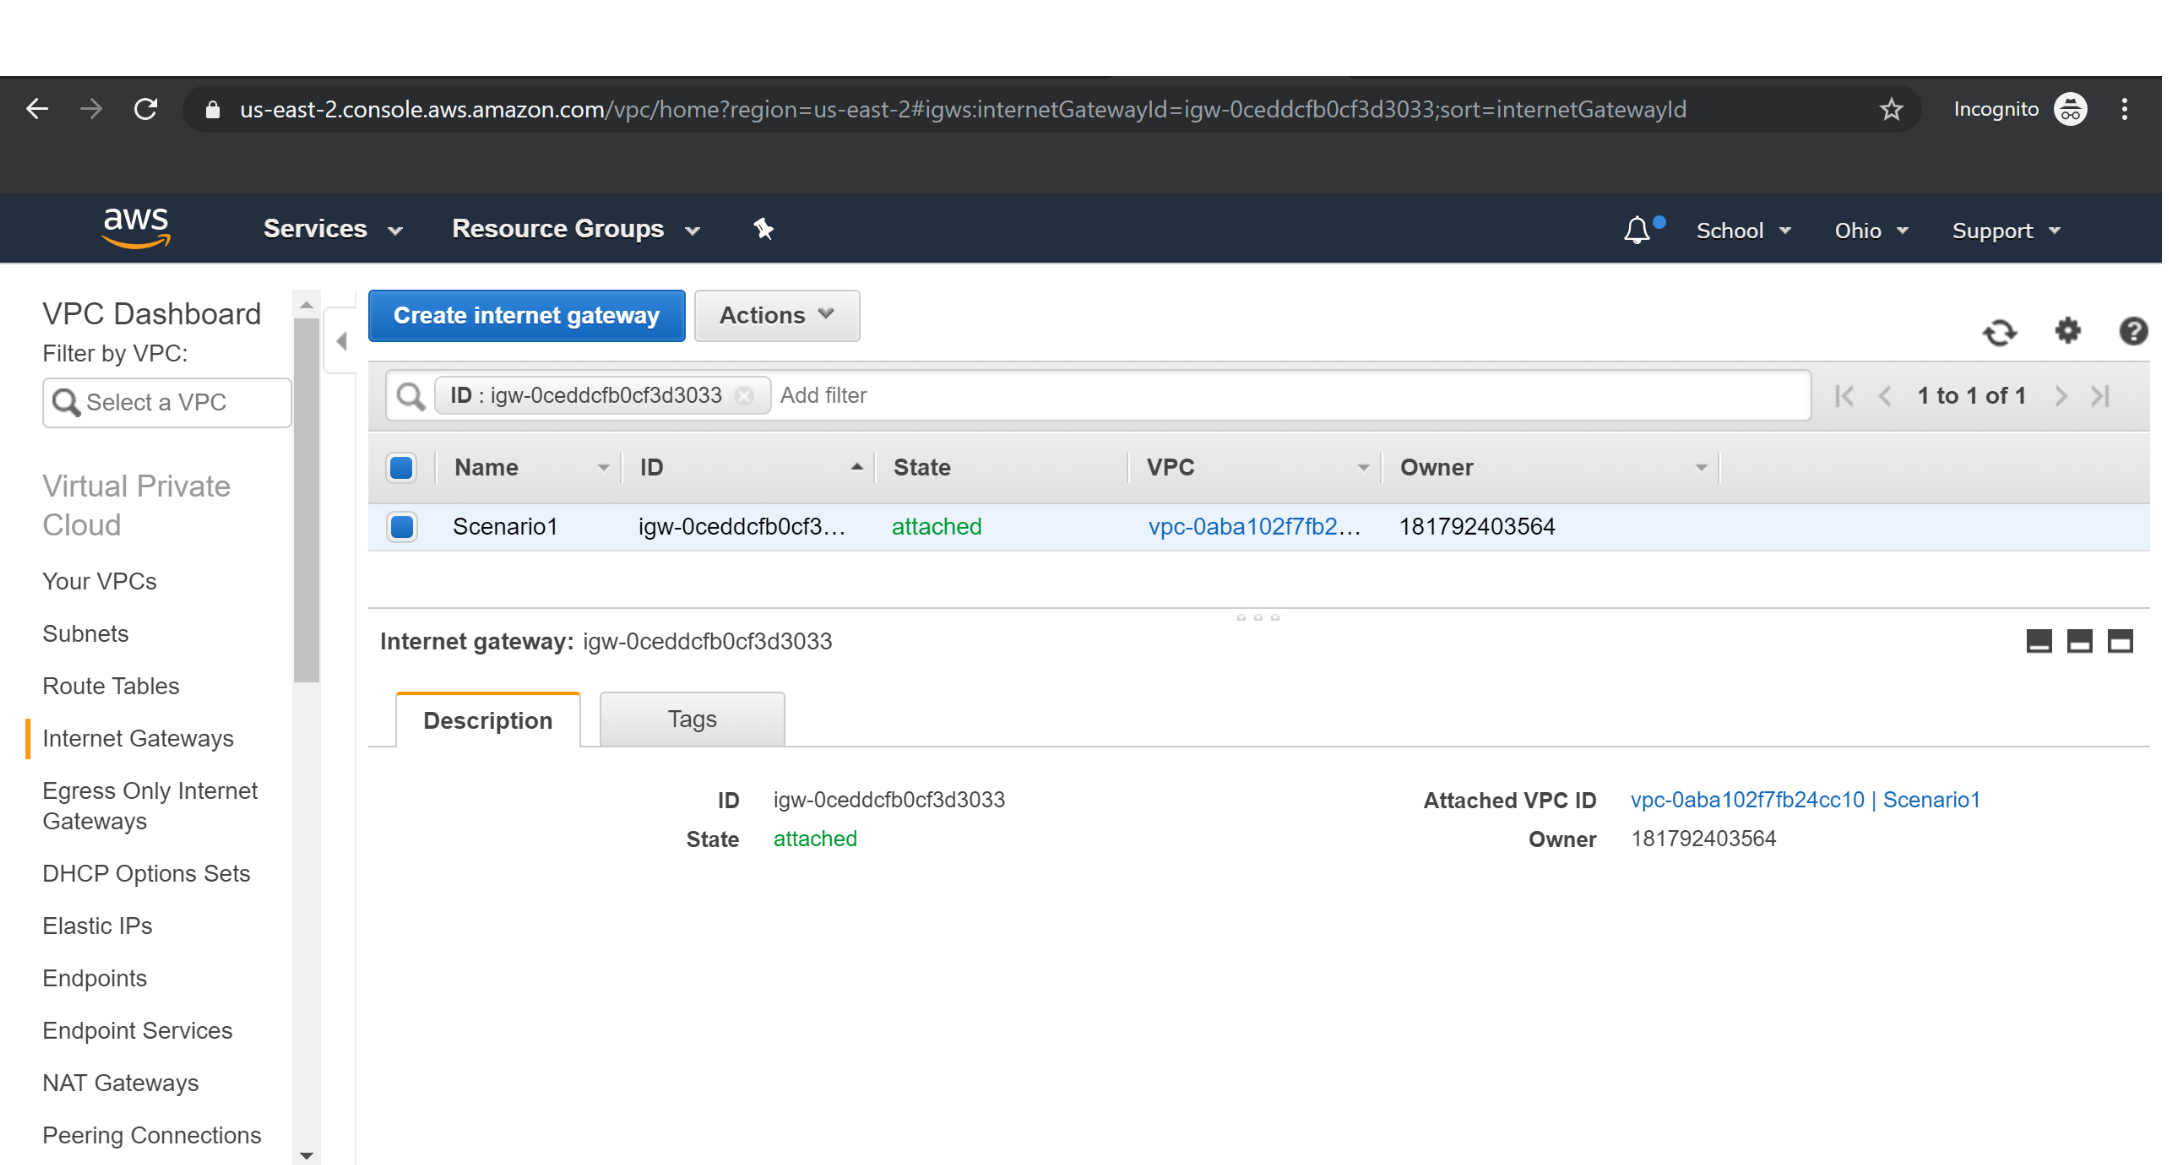 us-east-2.console.aws.amazon.com/vpc/home?region=us-east-2#igws:internetGatewayId=igw-0ceddcfb0cf3d3033;sort=internetGatewayId
Incognito
aws
Services
Resource Groups
School
Ohio
Support
VPC Dashboard
Filter by VPC:
Select a VPC
Virtual Private
Cloud
Your VPCs
Subnets
Route Tables
Internet Gateways
Egress Only Internet
Gateways
DHCP Options Sets
Elastic IPs
Endpoints
Endpoint Services
NAT Gateways
Peering Connections
Create internet gateway
Actions
ID : igw-0ceddcfb0cf3d3033
Add filter
1 to 1 of 1
Name ID State VPC Owner
Scenario1 igw-0ceddcfb0cf3... attached vpc-0aba102f7fb2... 181792403564
Internet gateway: igw-0ceddcfb0cf3d3033
Description
Tags
ID igw-0ceddcfb0cf3d3033
Attached VPC ID vpc-0aba102f7fb24cc10 | Scenario1
State attached
Owner 181792403564